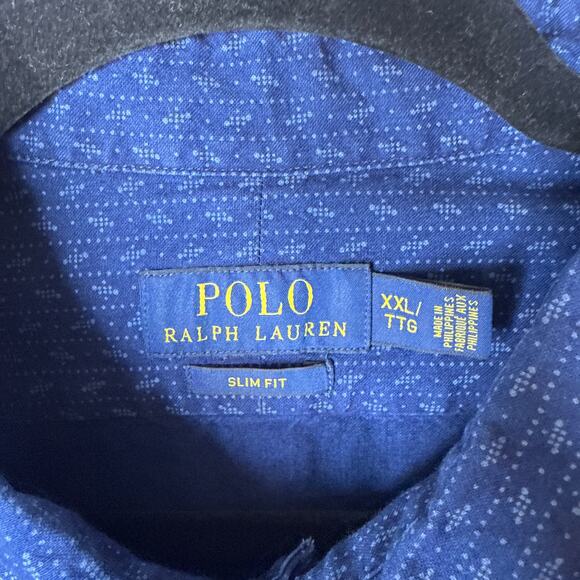 POLO
RALPH LAUREN
SLIM FIT
XXL/
TTG
MADE IN
PHILIPPINES
FABRIQUÉ AUX
PHILIPPINES